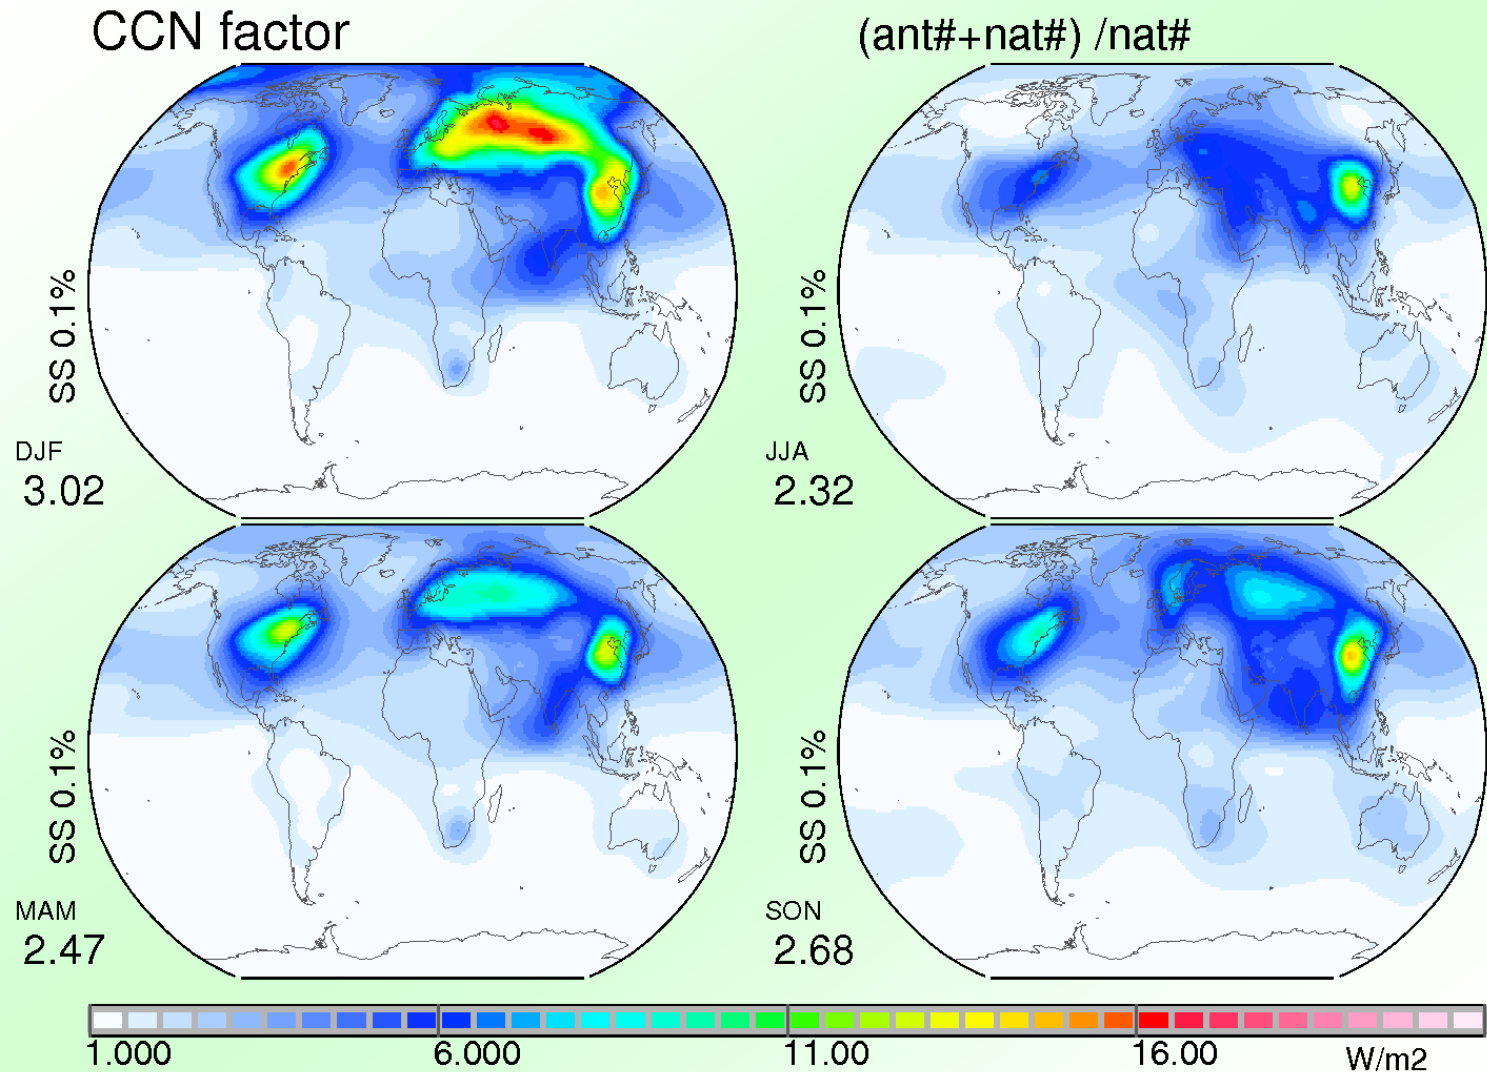 CCN factor
(ant#+nat#) /nat#
SS 0.1%
DJF
3.02
SS 0.1%
JJA
2.32
SS 0.1%
MAM
2.47
SS 0.1%
SON
2.68
1.000 6.000 11.00 16.00 W/m2